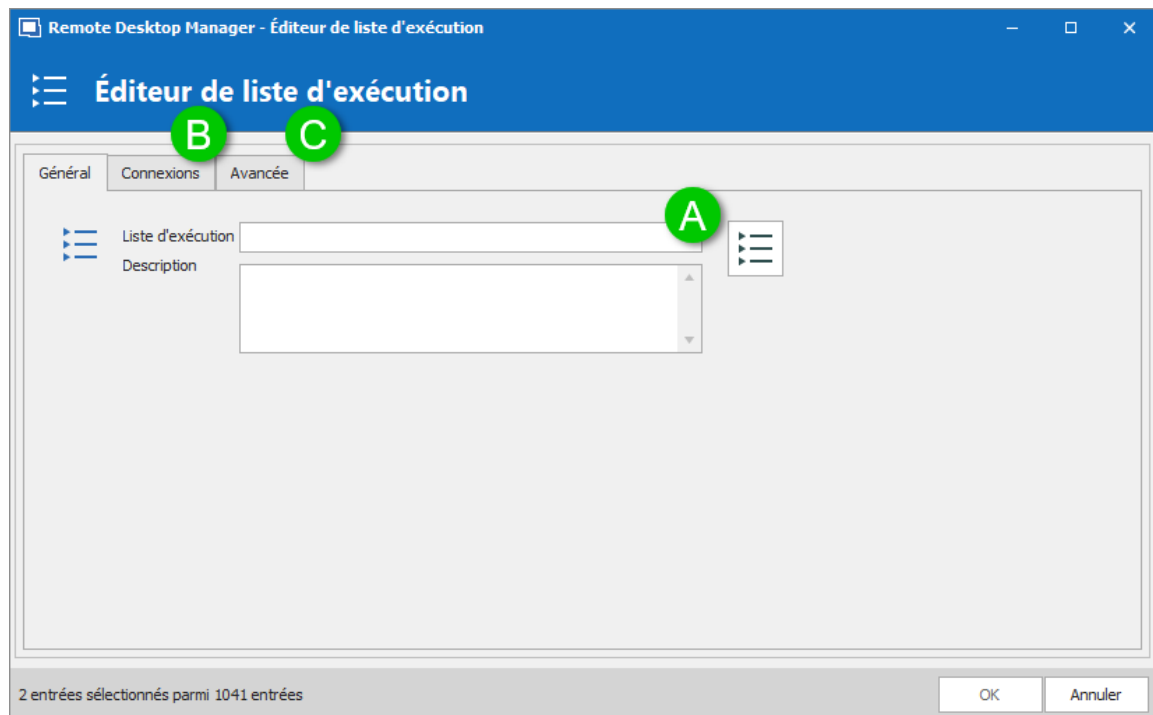 Remote Desktop Manager - Éditeur de liste d'exécution
Éditeur de liste d'exécution
B
C
Général
Connexions
Avancée
A
Liste d'exécution
Description
2 entrées sélectionnés parmi 1041 entrées
OK
Annuler